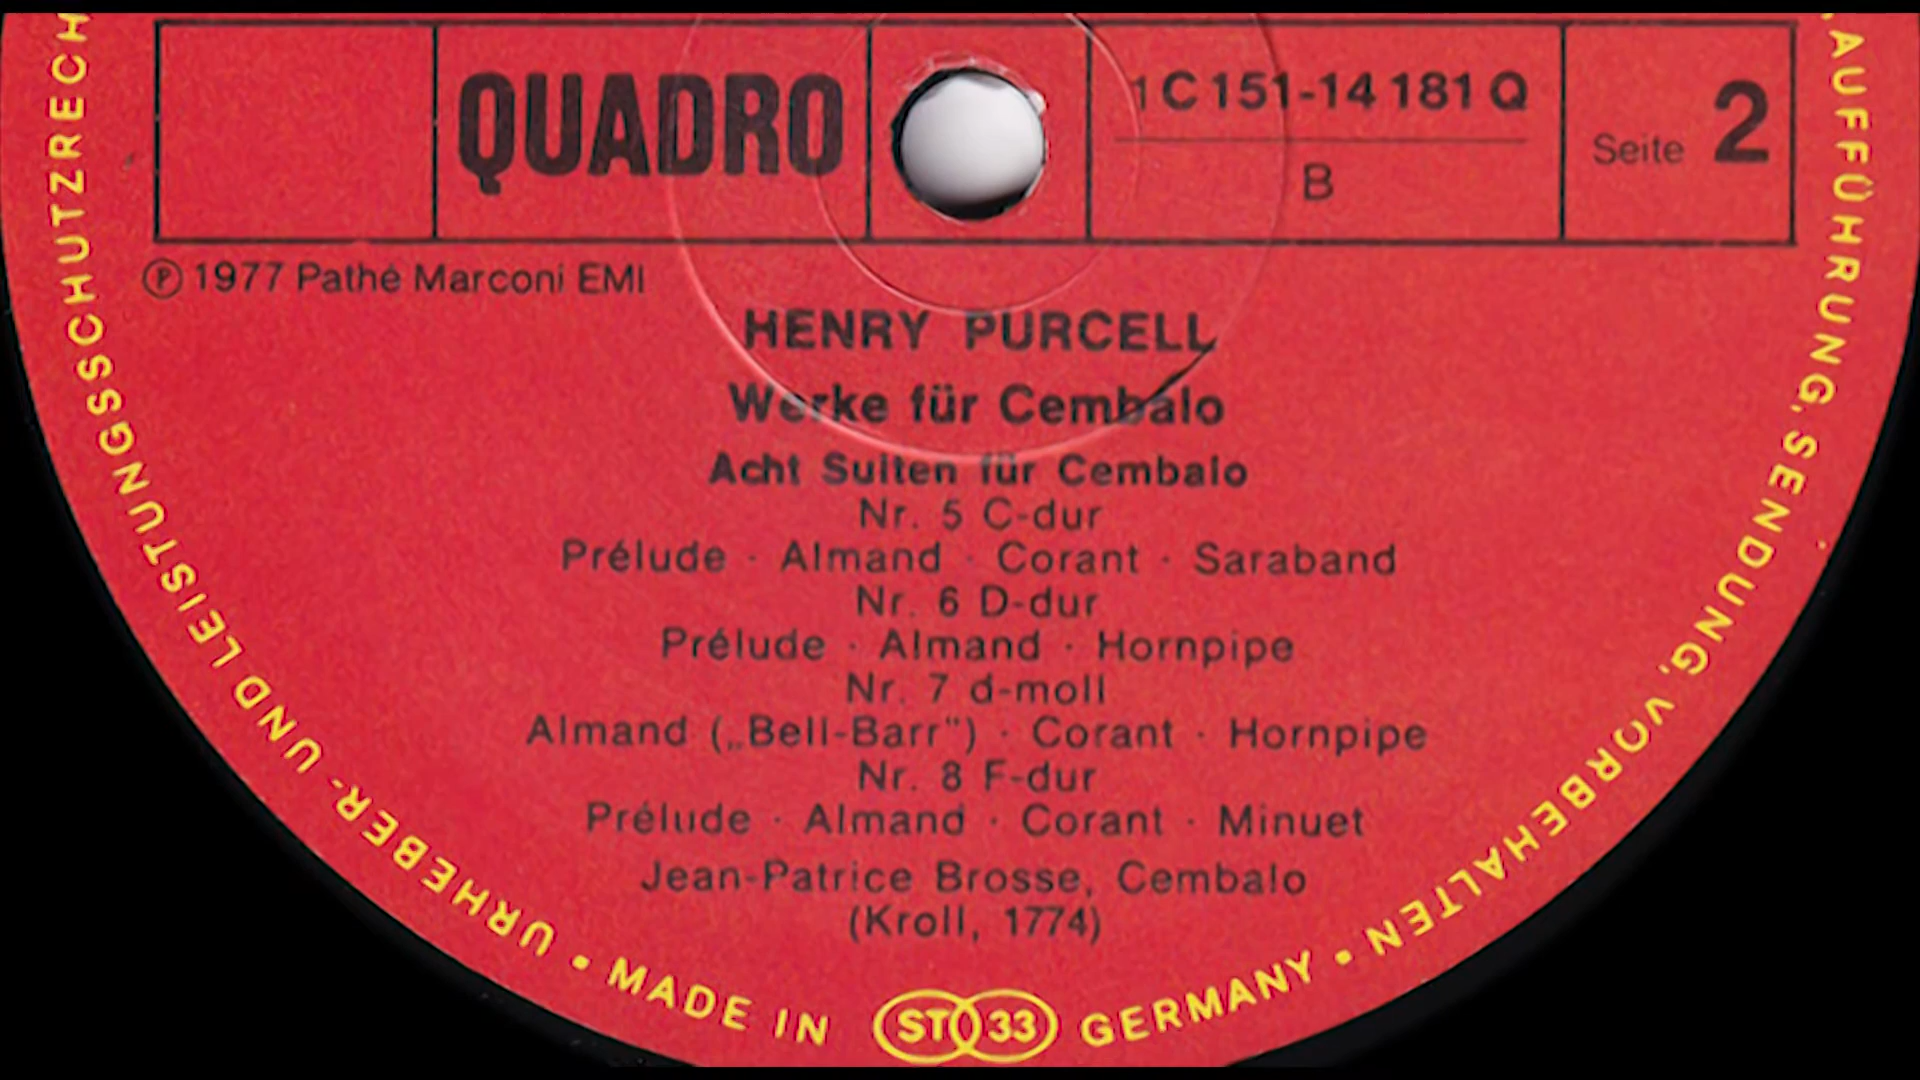 QUADRO
1 C 151-14 181 Q
B
Seite 2
Ⓟ 1977 Pathé Marconi EMI
HENRY PURCELL
Werke für Cembalo
Acht Suiten für Cembalo
Nr. 5 C-dur
Prélude · Almand · Corant · Saraband
Nr. 6 D-dur
Prélude · Almand · Hornpipe
Nr. 7 d-moll
Almand („Bell-Barr") · Corant · Hornpipe
Nr. 8 F-dur
Prélude · Almand · Corant · Minuet
Jean-Patrice Brosse, Cembalo
(Kroll, 1774)
URHEBER- UND LEISTUNGSSCHUTZRECH
, AUFFÜHRUNG, SENDUNG, VORBEHALTEN •
• MADE IN ST 33 GERMANY